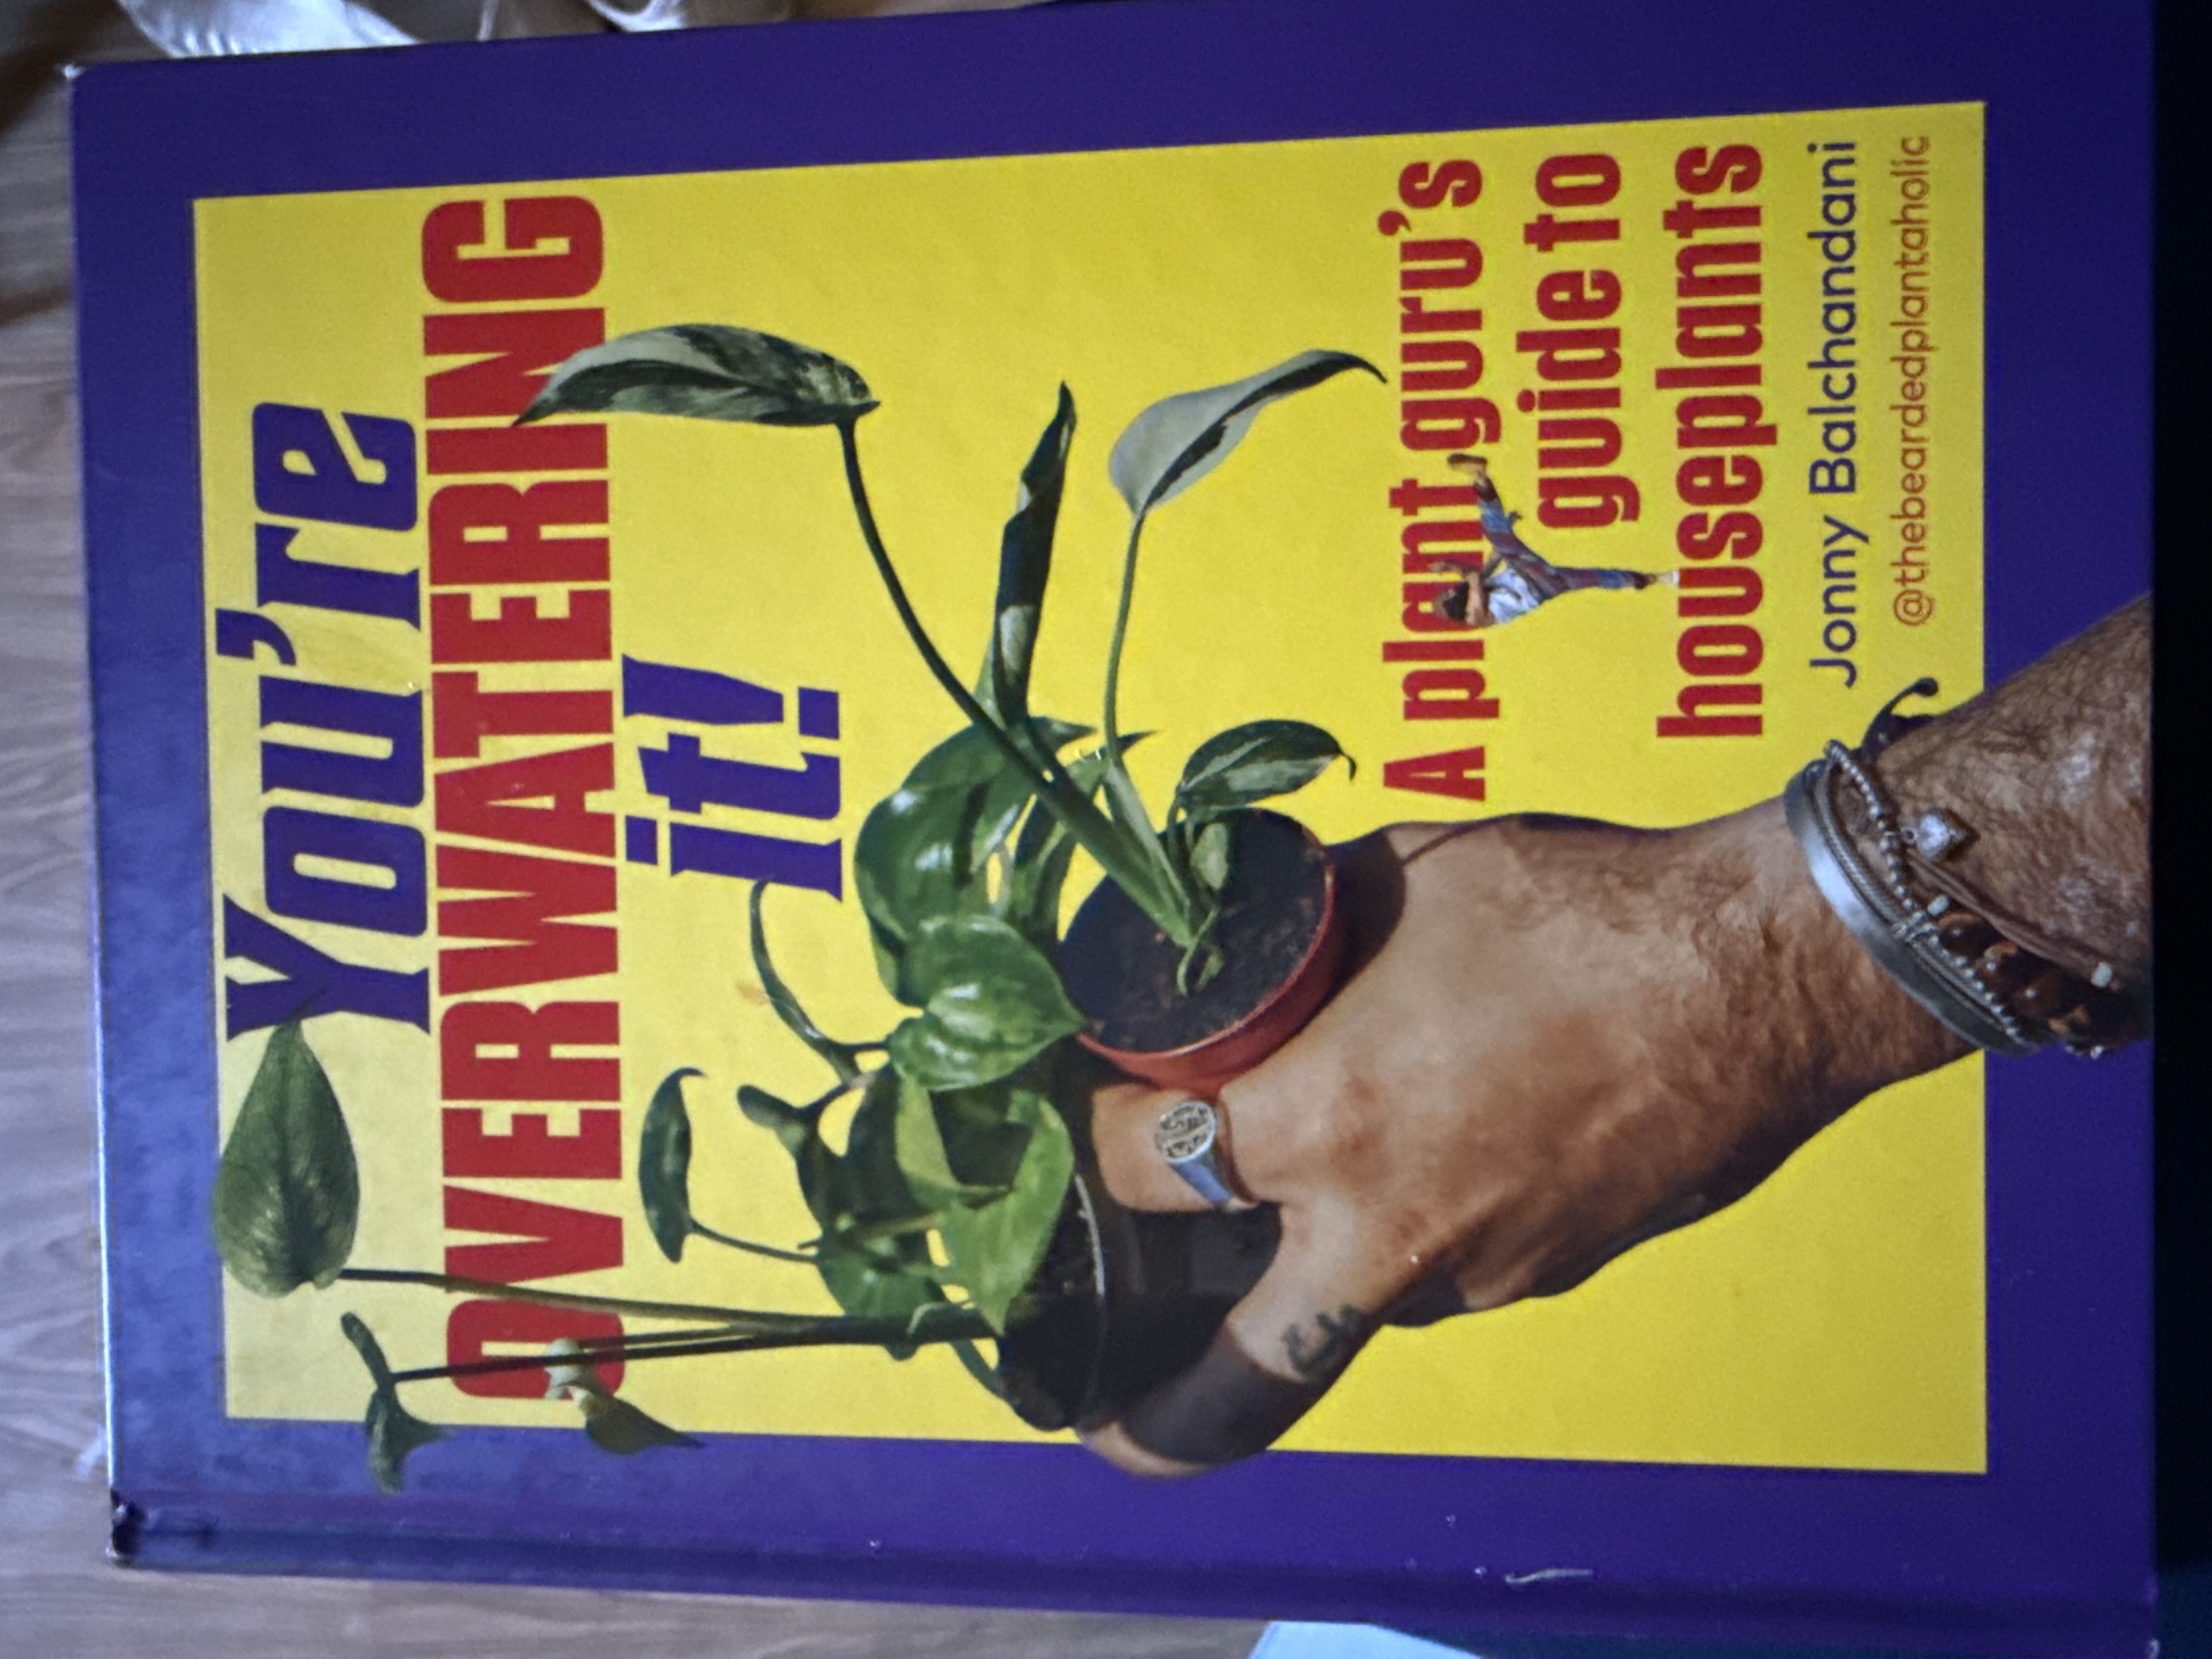 You're
OVERWATERING
it!
A plant guru's
guide to
houseplants
Jonny Balchandani
@thebeardedplantaholic